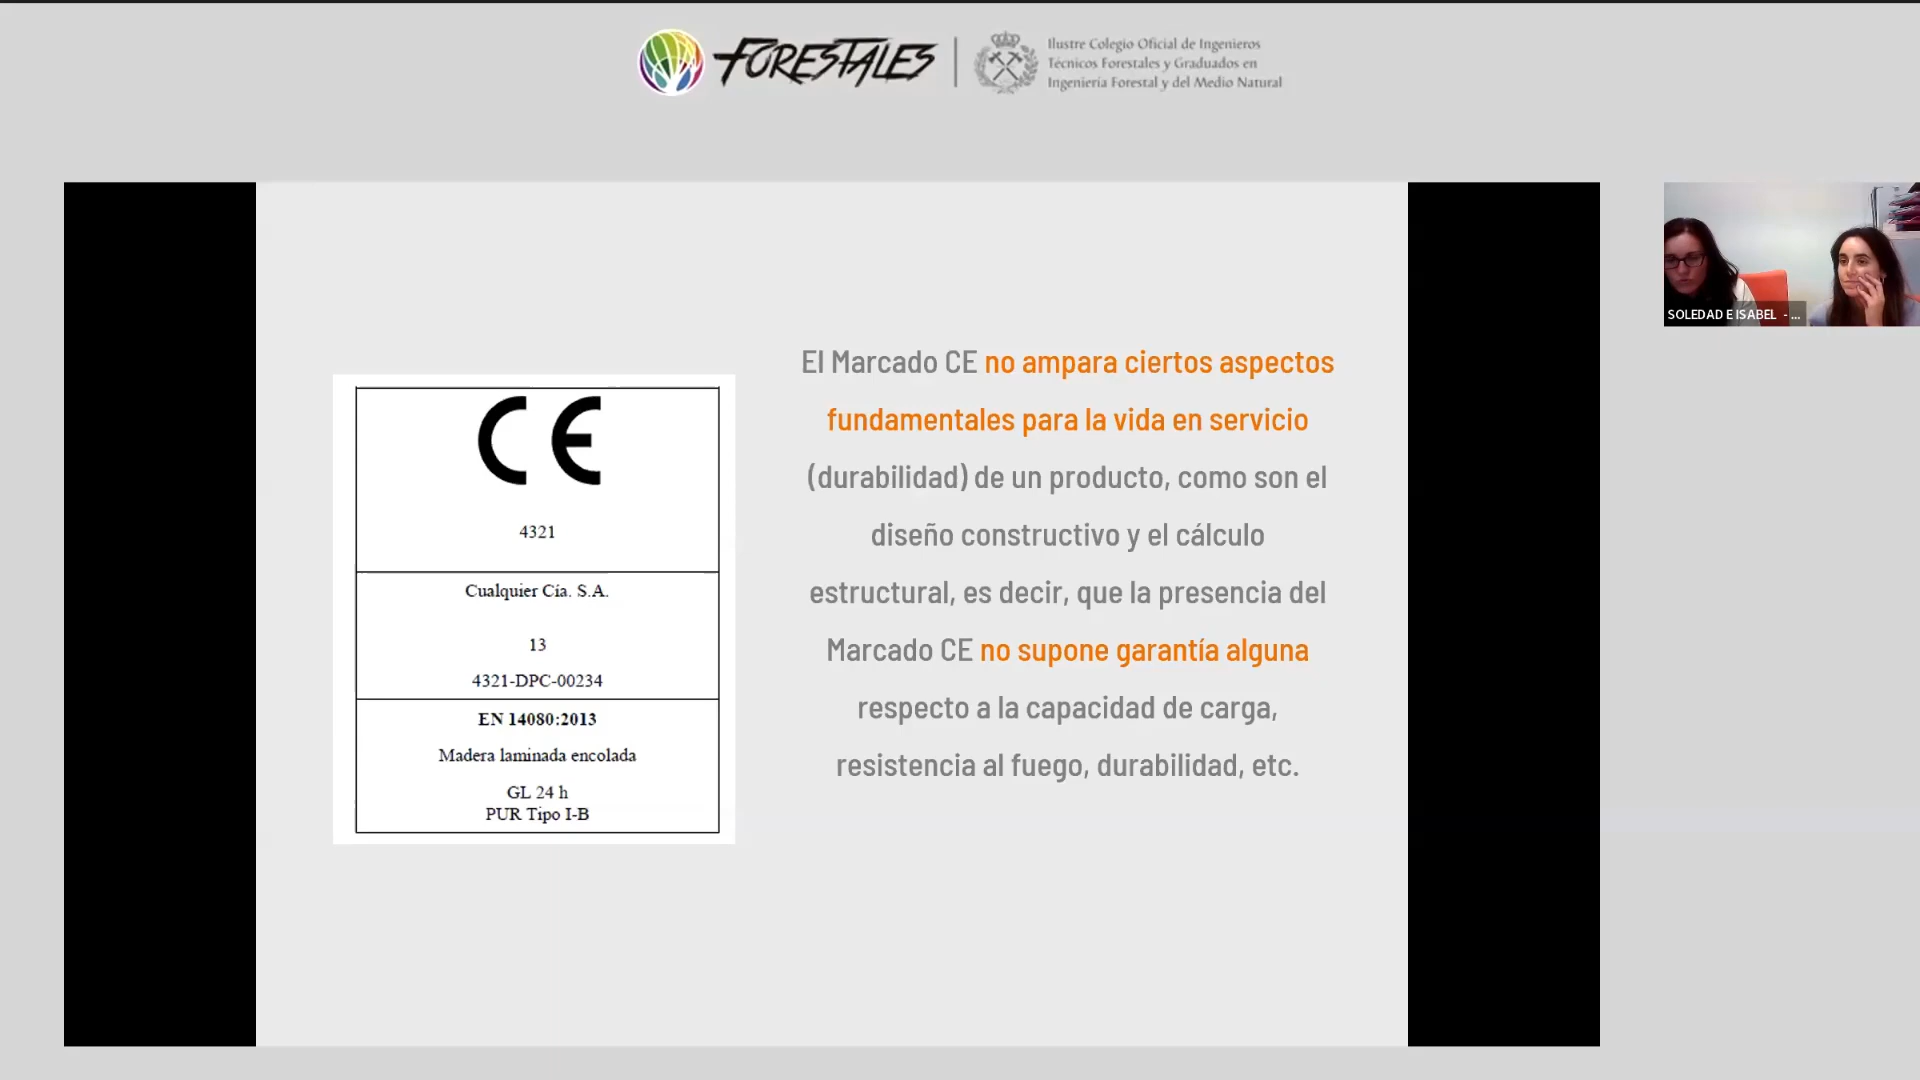 FORESTALES
Ilustre Colegio Oficial de Ingenieros
Técnicos Forestales y Graduados en
Ingeniería Forestal y del Medio Natural
SOLEDAD E ISABEL - ...
CE
4321
Cualquier Cía. S.A.
13
4321-DPC-00234
EN 14080:2013
Madera laminada encolada
GL 24 h
PUR Tipo I-B
El Marcado CE no ampara ciertos aspectos
fundamentales para la vida en servicio
(durabilidad) de un producto, como son el
diseño constructivo y el cálculo
estructural, es decir, que la presencia del
Marcado CE no supone garantía alguna
respecto a la capacidad de carga,
resistencia al fuego, durabilidad, etc.